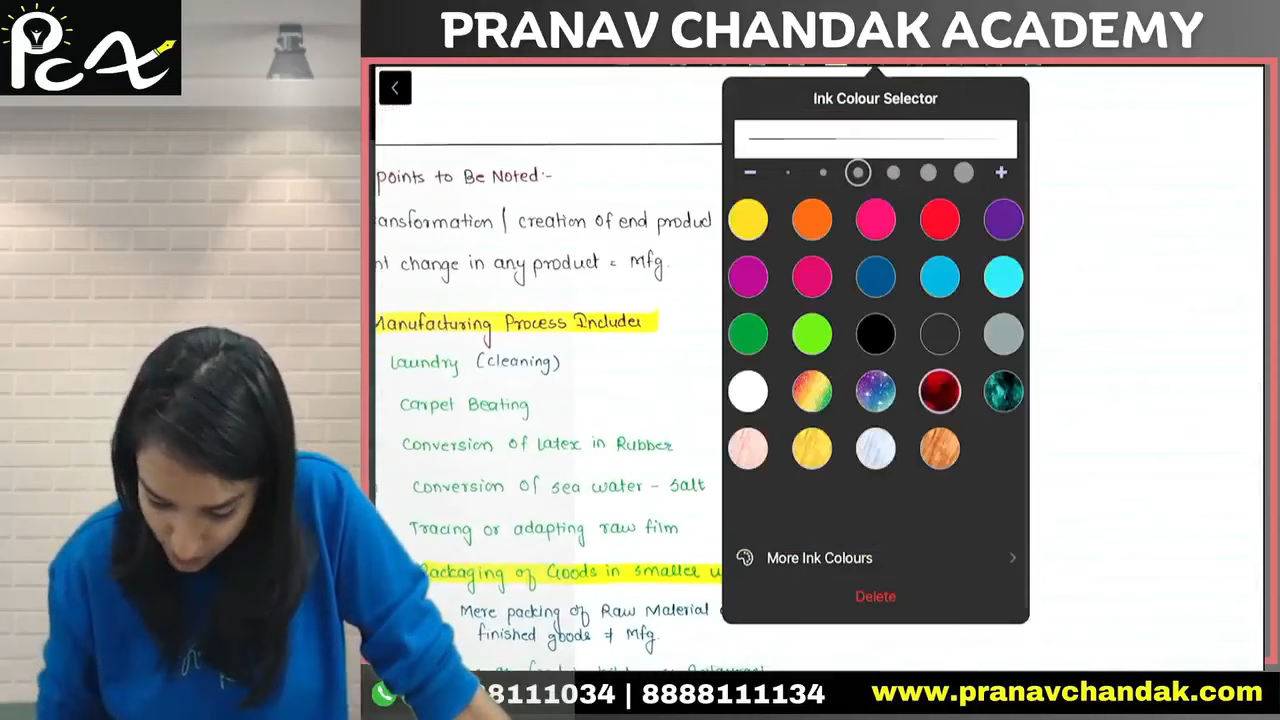 PCA
PRANAV CHANDAK ACADEMY
Ink Colour Selector
points to Be Noted:-
ansformation / creation of end product
nt change in any product = Mfg.
Manufacturing Process Includes
Laundry (cleaning)
Carpet Beating
Conversion of latex in Rubber
Conversion of sea water - salt
Tracing or adapting raw film
Packaging of Goods in smaller
Mere packing of Raw Material
finished goods ≠ Mfg.
More Ink Colours
Delete
8111034 | 8888111134
www.pranavchandak.com